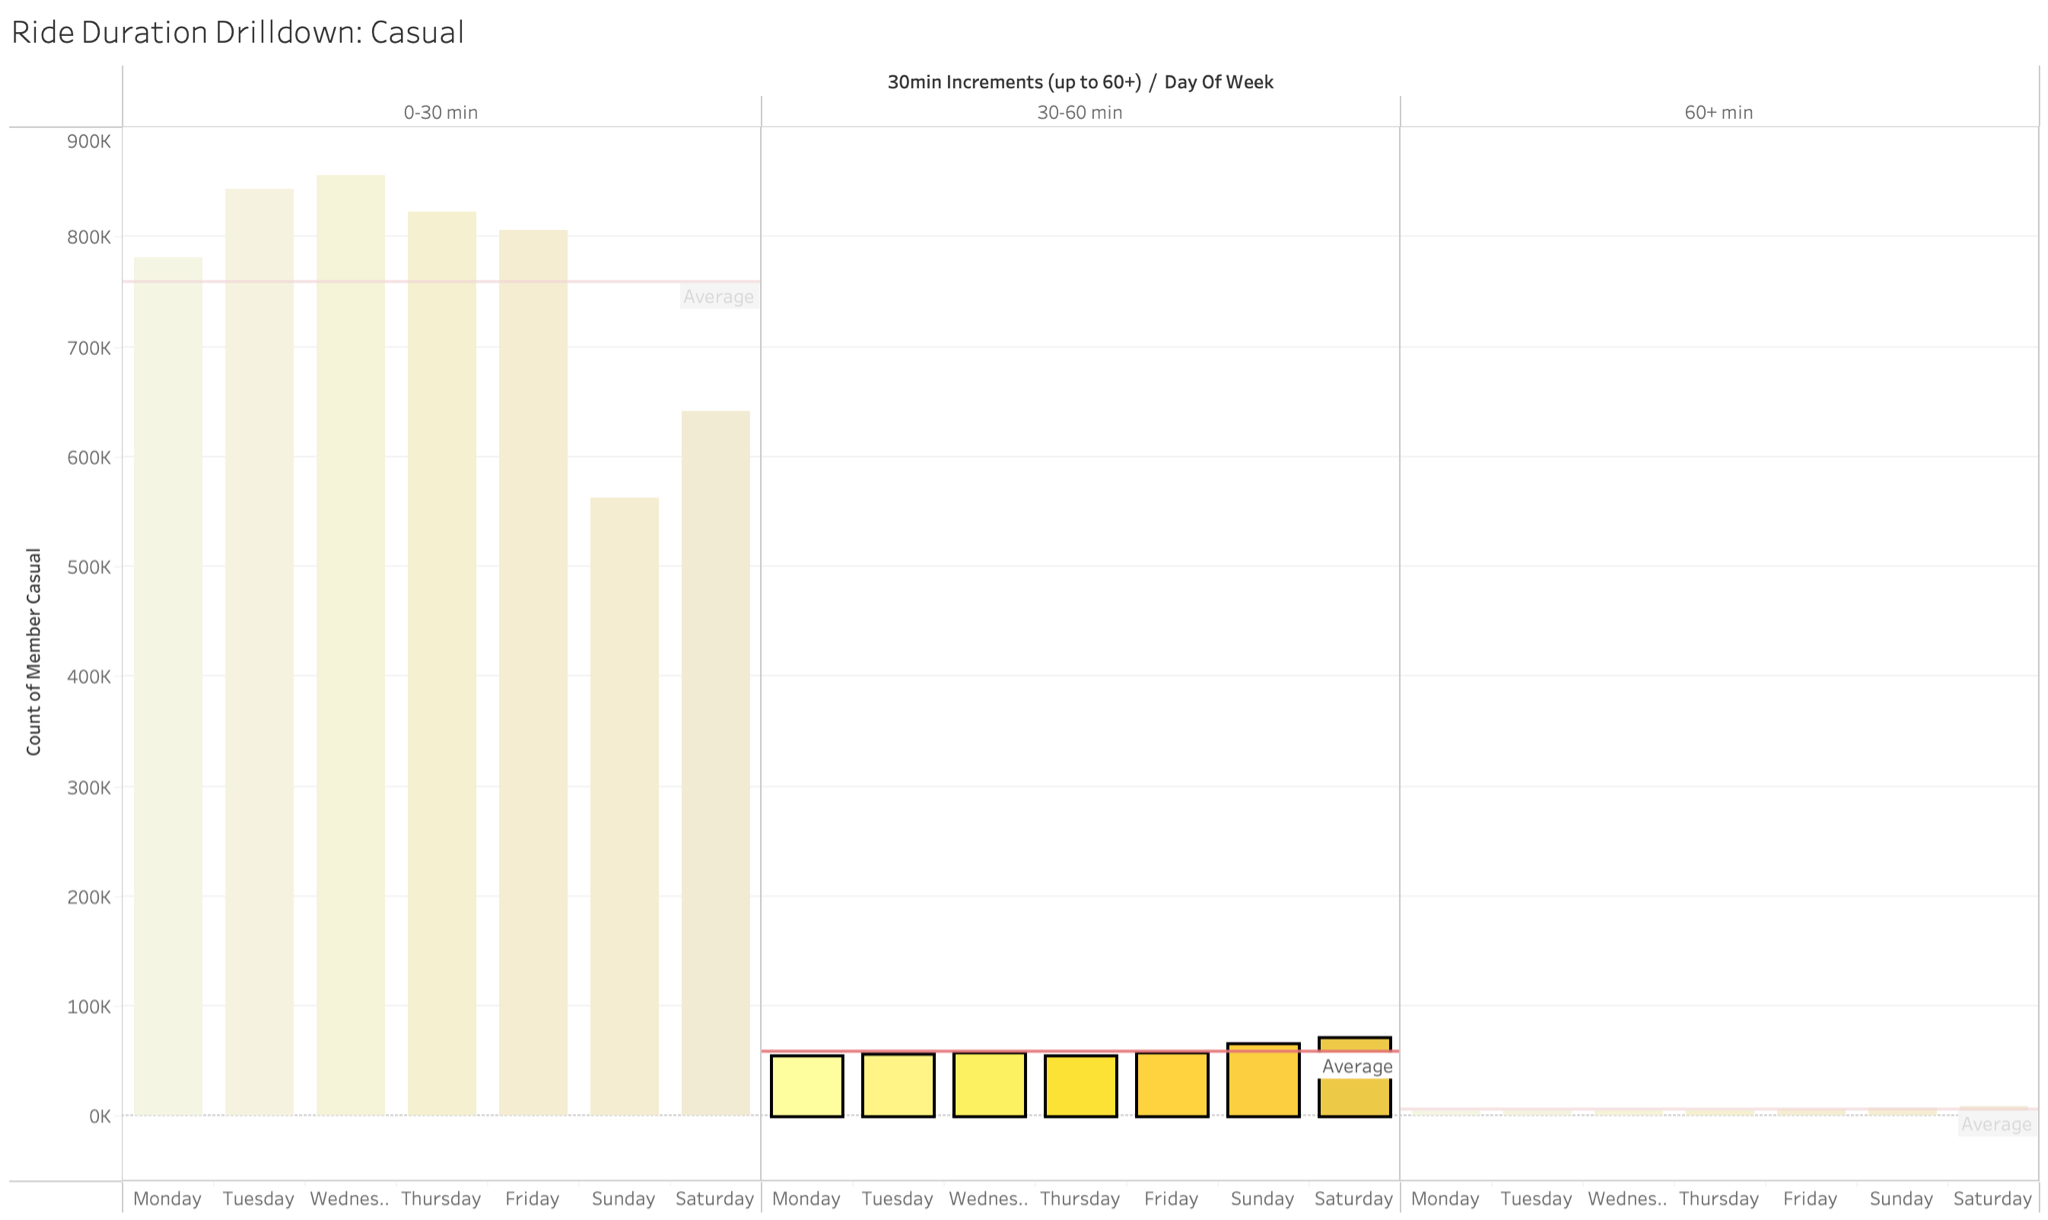 Ride Duration Drilldown: Casual
30min Increments (up to 60+) / Day Of Week
0-30 min 30-60 min 60+ min
900K
800K
Average
700K
600K
500K
Count of Member Casual
400K
300K
200K
100K
Average
0K
Average
Monday Tuesday Wednes.. Thursday Friday Sunday Saturday Monday Tuesday Wednes.. Thursday Friday Sunday Saturday Monday Tuesday Wednes.. Thursday Friday Sunday Saturday